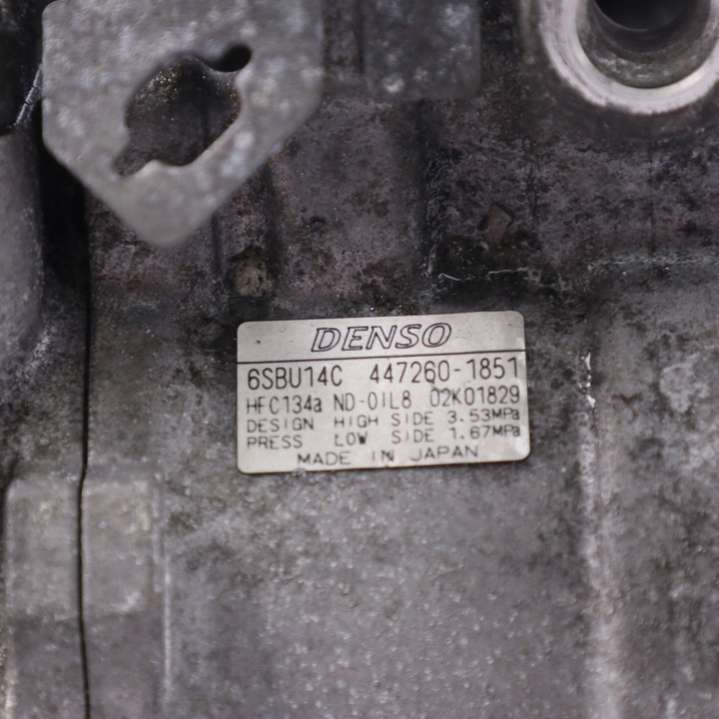 DENSO
6SBU14C 447260-1851
HFC134a ND-OIL8 02K01829
DESIGN HIGH SIDE 3.53MPa
PRESS LOW SIDE 1.67MPa
MADE IN JAPAN